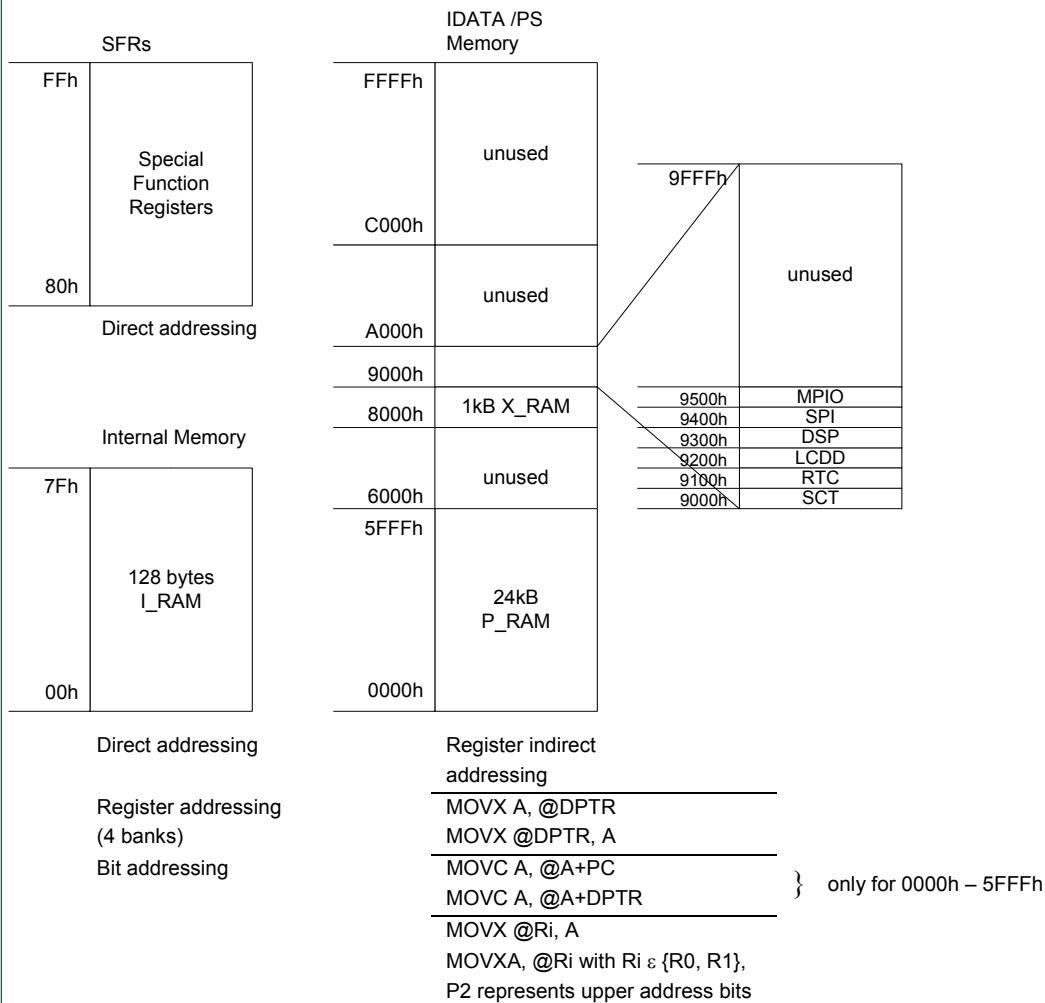 SFRs
FFh
Special
Function
Registers
80h
Direct addressing
Internal Memory
7Fh
128 bytes
I_RAM
00h
Direct addressing
Register addressing
(4 banks)
Bit addressing
IDATA /PS
Memory
FFFFh
unused
C000h
unused
A000h
9000h
8000h
1kB X_RAM
unused
6000h
5FFFh
24kB
P_RAM
0000h
Register indirect
addressing
MOVX A, @DPTR
MOVX @DPTR, A
MOVC A, @A+PC
MOVC A, @A+DPTR
} only for 0000h – 5FFFh
MOVX @Ri, A
MOVXA, @Ri with Ri ε {R0, R1},
P2 represents upper address bits
9FFFh
unused
9500h MPIO
9400h SPI
9300h DSP
9200h LCDD
9100h RTC
9000h SCT